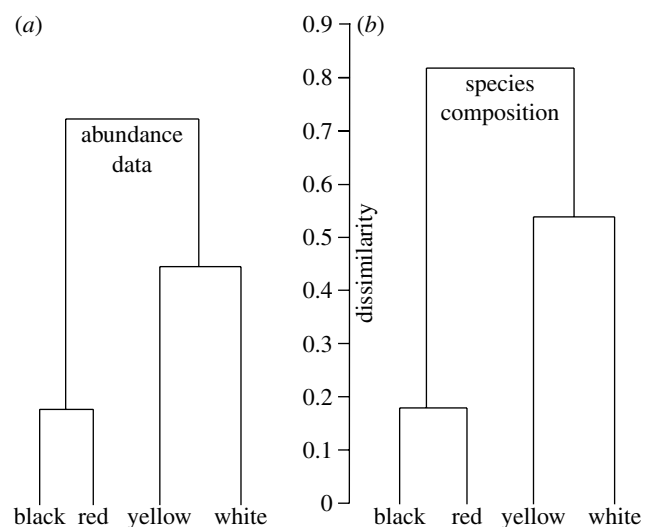 (a)
abundance
data
black red yellow white
0.9
0.8
0.7
0.6
0.5
0.4
0.3
0.2
0.1
0
dissimilarity
(b)
species
composition
black red yellow white